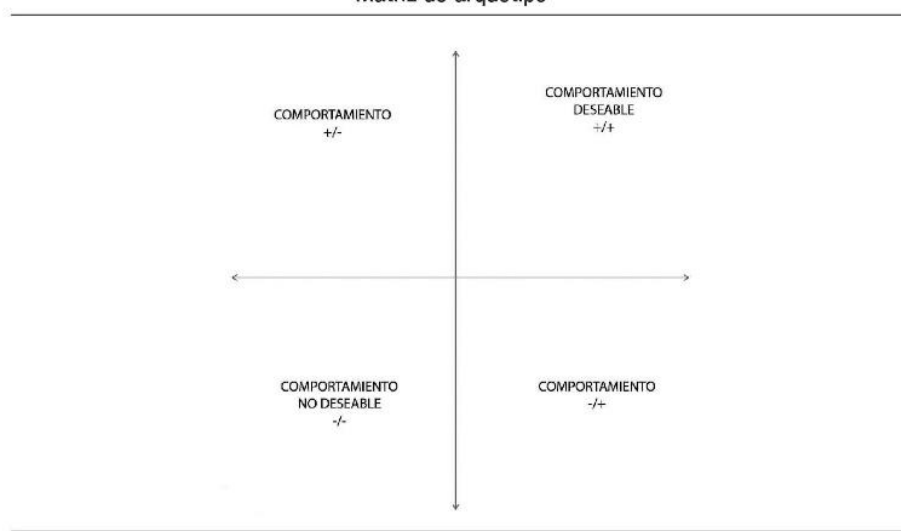 Matriz de arquetipo
COMPORTAMIENTO
+/-
COMPORTAMIENTO
DESEABLE
+/+
COMPORTAMIENTO
NO DESEABLE
-/-
COMPORTAMIENTO
-/+